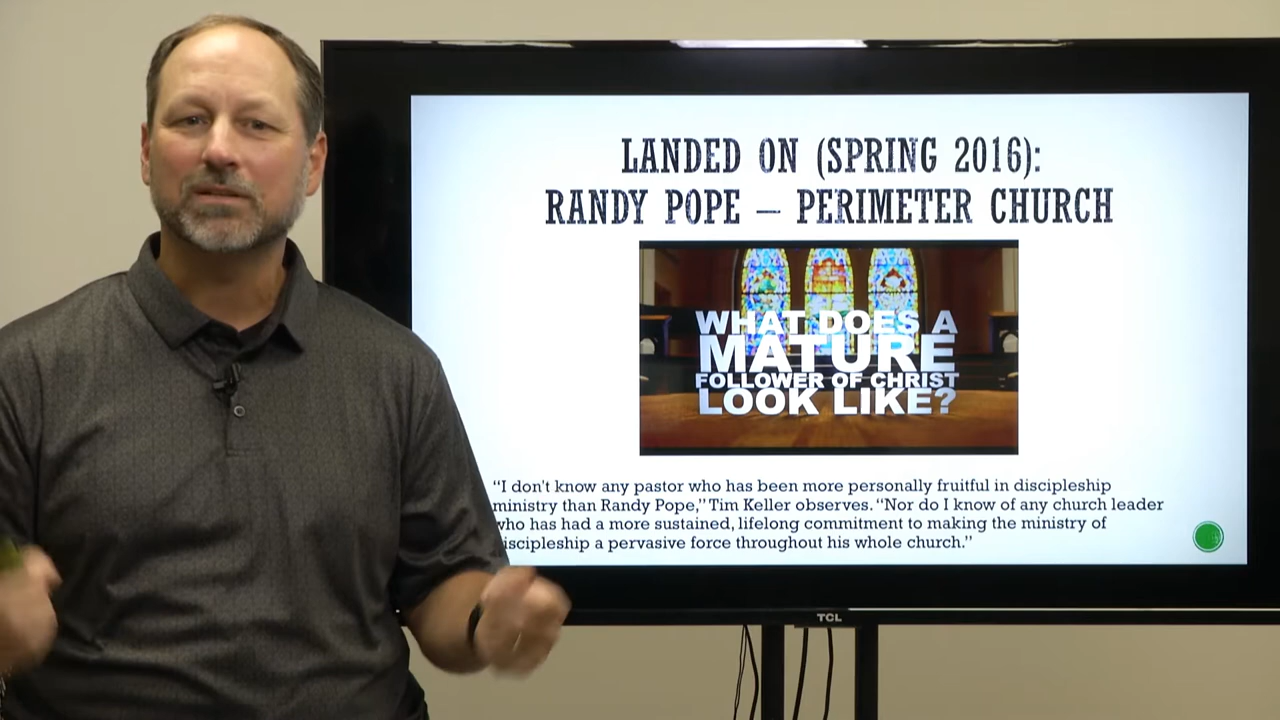 LANDED ON (SPRING 2016):
RANDY POPE – PERIMETER CHURCH
WHAT DOES A
MATURE
FOLLOWER OF CHRIST
LOOK LIKE?
“I don't know any pastor who has been more personally fruitful in discipleship
ministry than Randy Pope,” Tim Keller observes. “Nor do I know of any church leader
who has had a more sustained, lifelong commitment to making the ministry of
discipleship a pervasive force throughout his whole church.”
TCL